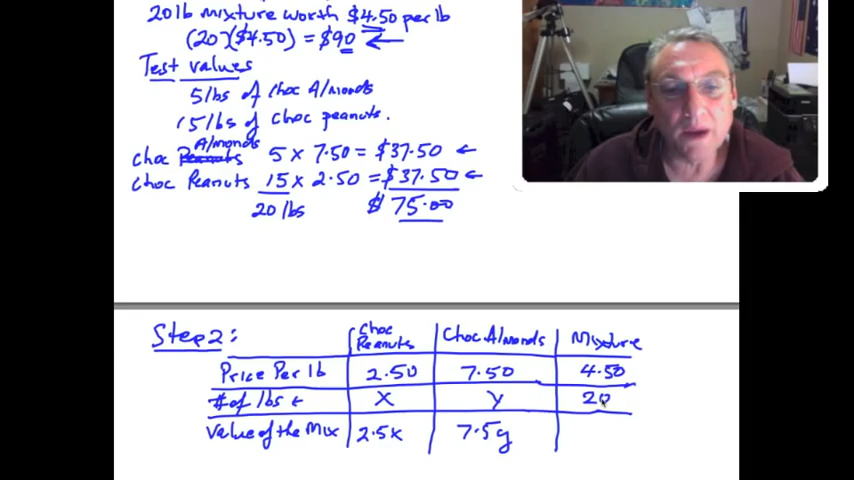 20lb mixture worth $4.50 per lb
(20)($4.50) = $90
Test values
5lbs of choc Almonds
15lbs of choc peanuts.
Almonds
choc Peanuts 5 x 7.50 = $37.50
choc Peanuts 15 x 2.50 = $37.50
20 lbs $75.00
Step 2:
Choc Peanuts Choc Almonds Mixture
Price Per lb 2.50 7.50 4.50
# of lbs X Y 20
Value of the Mix 2.5x 7.5y